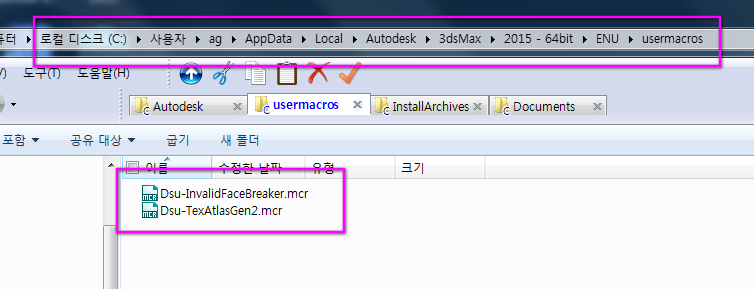 퓨터 ▸ 로컬 디스크 (C:) ▸ 사용자 ▸ ag ▸ AppData ▸ Local ▸ Autodesk ▸ 3dsMax ▸ 2015 - 64bit ▸ ENU ▸ usermacros
도구(T) 도움말(H)
Autodesk usermacros InstallArchives Documents
포함 공유 대상 굽기 새 폴더
이름 수정한 날짜 유형 크기
Dsu-InvalidFaceBreaker.mcr
Dsu-TexAtlasGen2.mcr